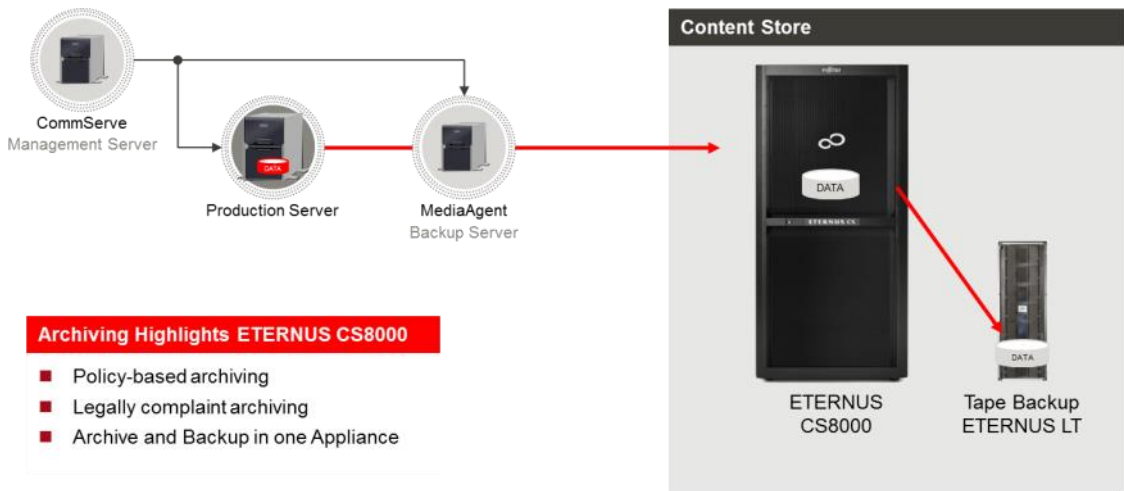 Content Store
FUJITSU
DATA
ETERNUS CS
CommServe
Management Server
DATA
Production Server
MediaAgent
Backup Server
DATA
ETERNUS
CS8000
Tape Backup
ETERNUS LT
Archiving Highlights ETERNUS CS8000
Policy-based archiving
Legally complaint archiving
Archive and Backup in one Appliance